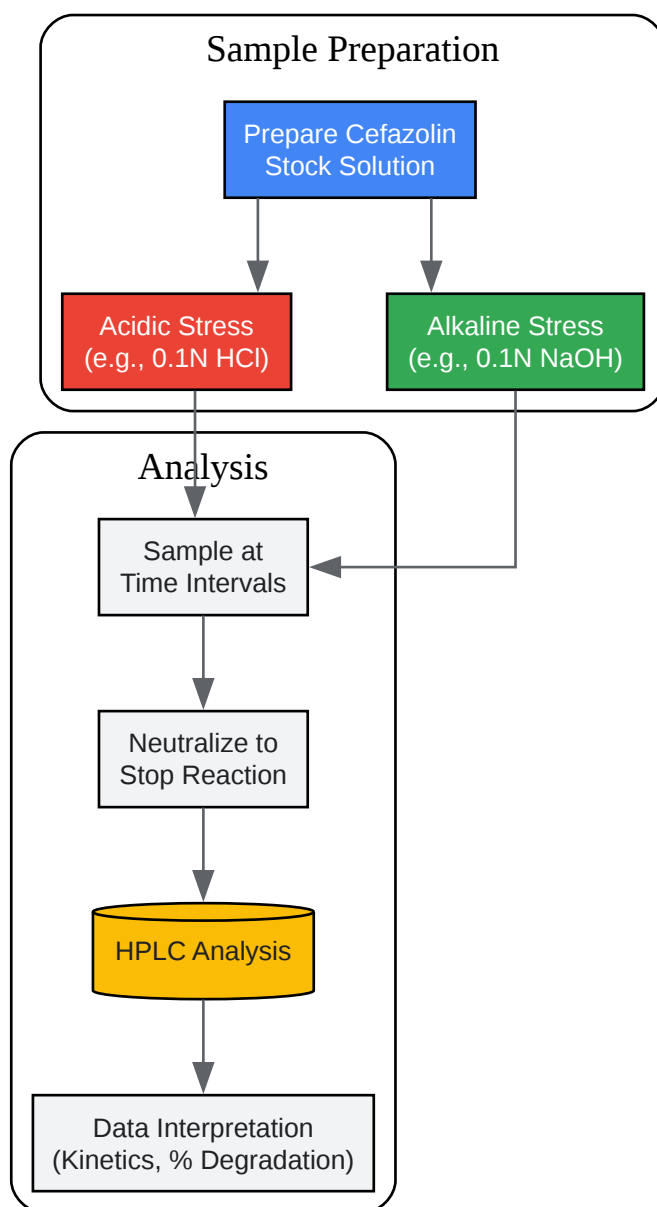 Sample Preparation
Prepare Cefazolin
Stock Solution
Acidic Stress
(e.g., 0.1N HCl)
Alkaline Stress
(e.g., 0.1N NaOH)
Analysis
Sample at
Time Intervals
Neutralize to
Stop Reaction
HPLC Analysis
Data Interpretation
(Kinetics, % Degradation)